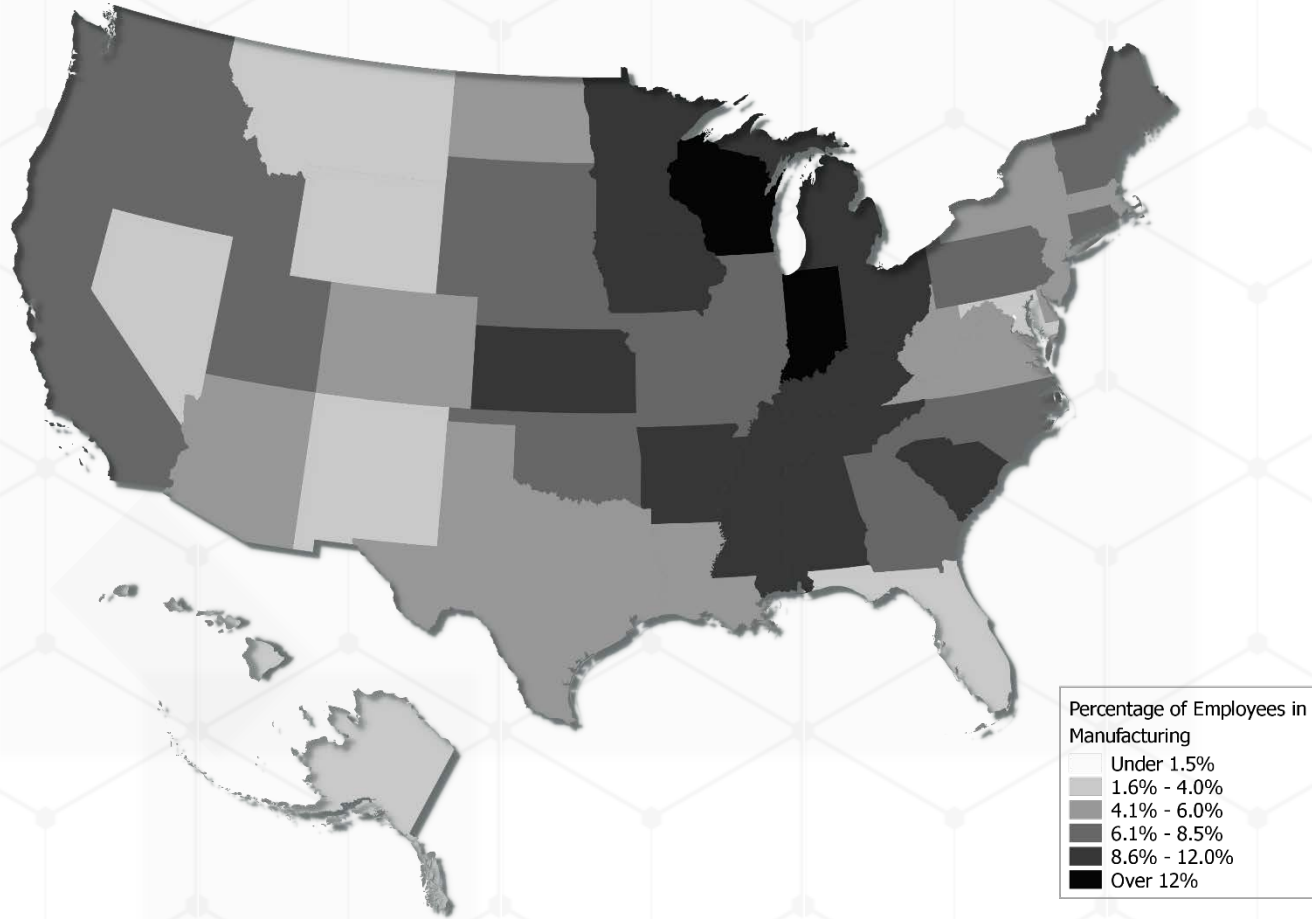 Percentage of Employees in
Manufacturing
Under 1.5%
1.6% - 4.0%
4.1% - 6.0%
6.1% - 8.5%
8.6% - 12.0%
Over 12%